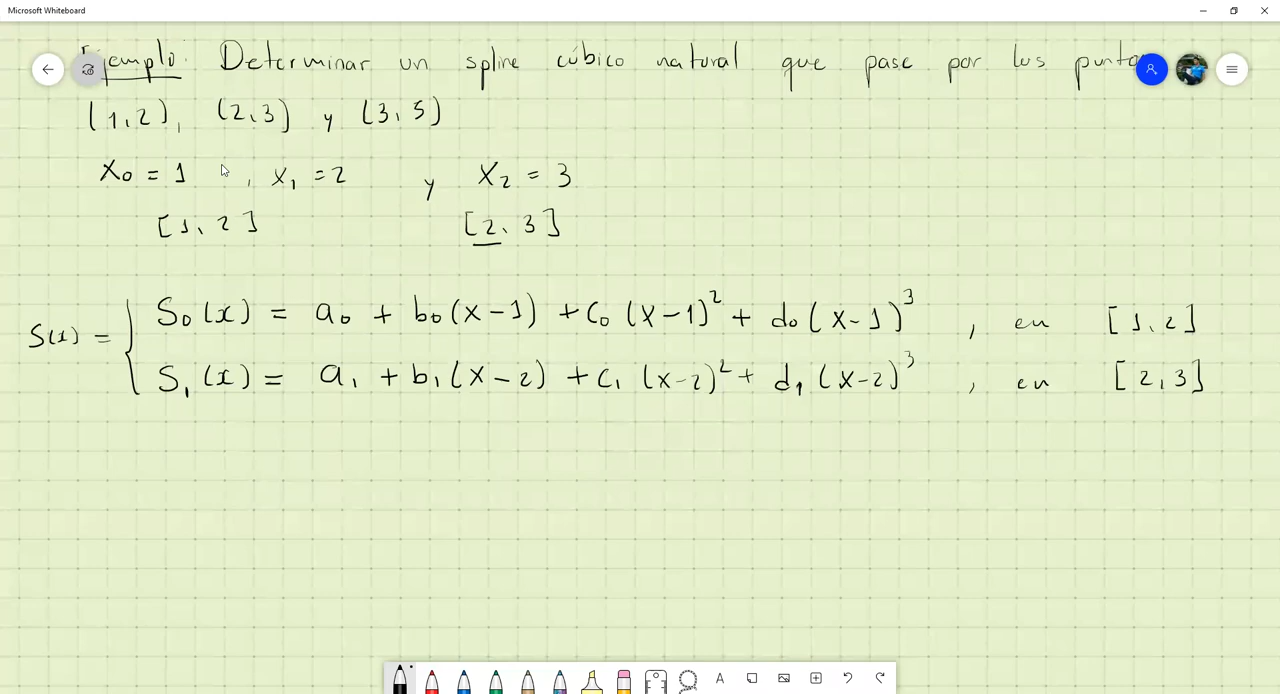 Microsoft Whiteboard
Ejemplo: Determinar un spline cúbico natural que pase por los puntos
(1,2), (2,3) y (3,5)
x₀ = 1 , x₁ = 2 y x₂ = 3
[1, 2] [2, 3]
S(x) = { S₀(x) = a₀ + b₀(x-1) + c₀(x-1)² + d₀(x-1)³ , en [1, 2]
S₁(x) = a₁ + b₁(x-2) + c₁(x-2)² + d₁(x-2)³ , en [2, 3]
A